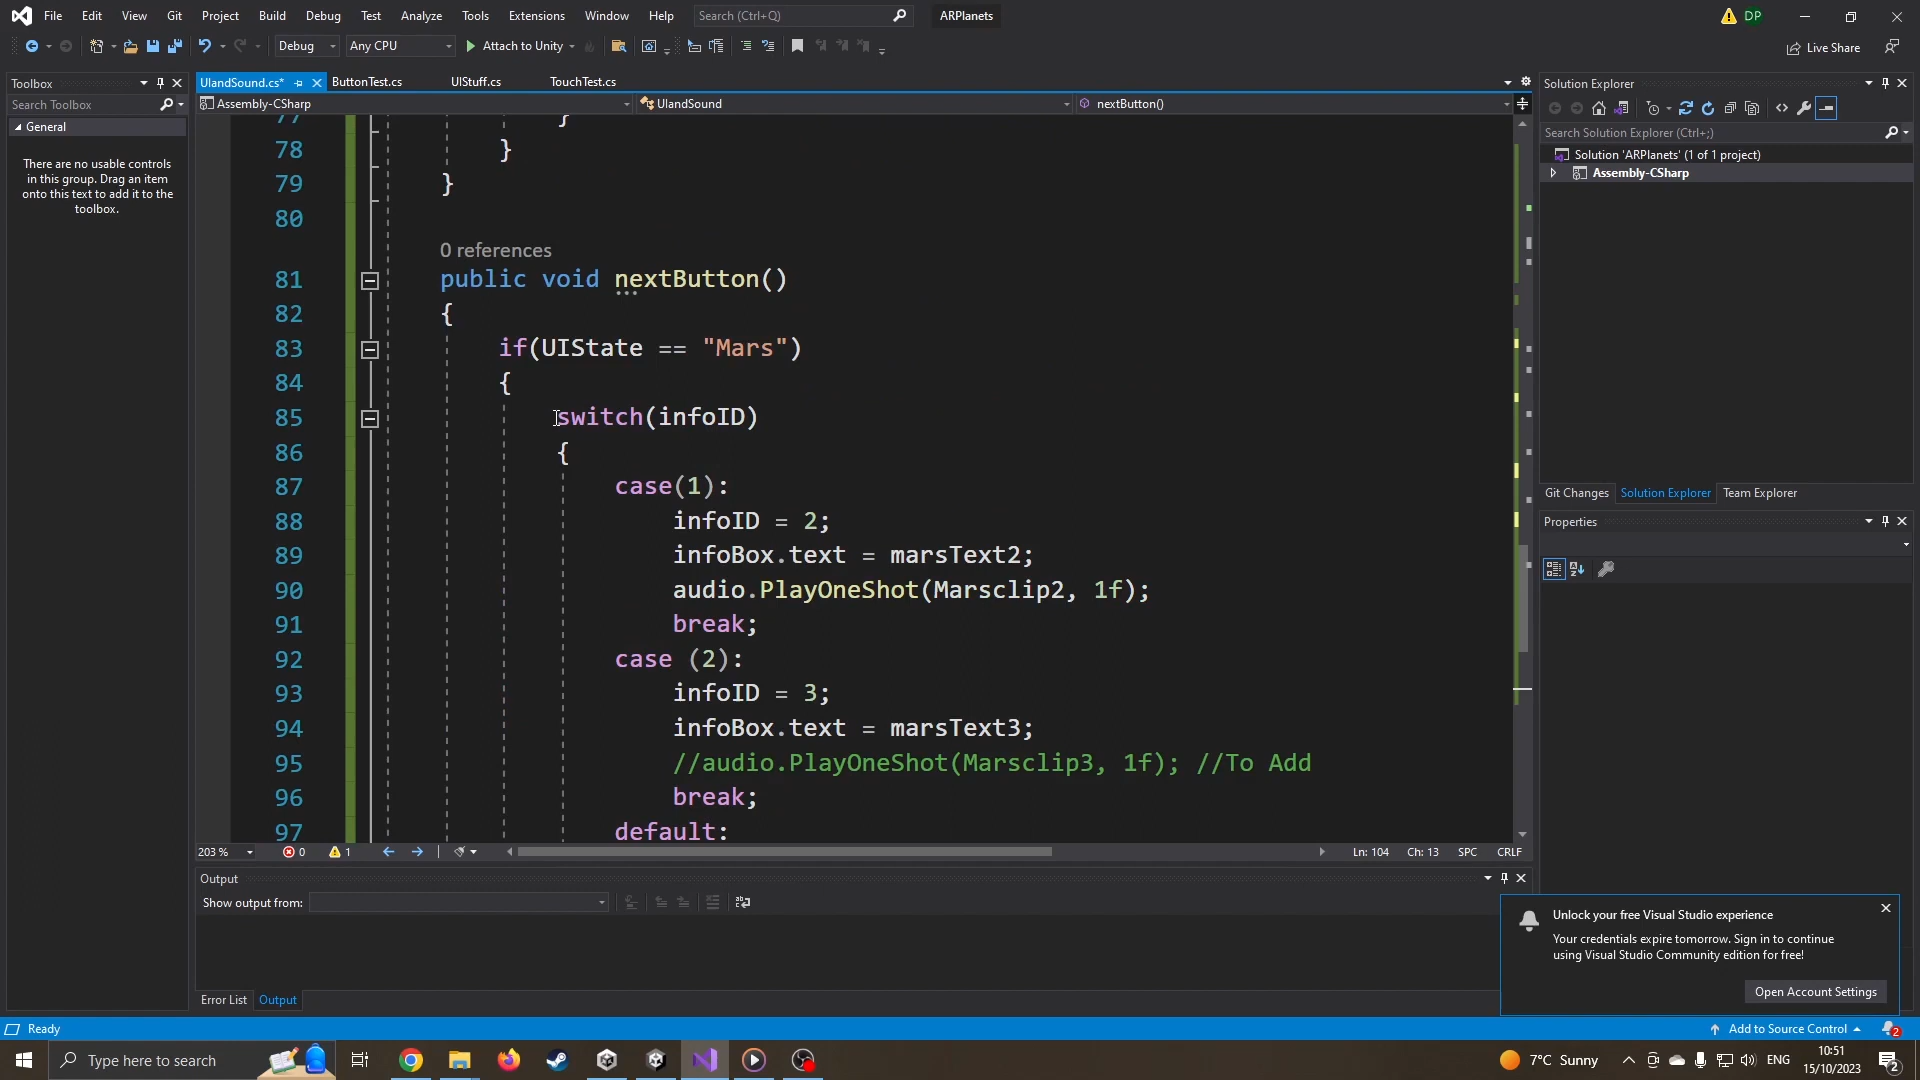 File Edit View Git Project Build Debug Test Analyze Tools Extensions Window Help Search (Ctrl+Q) ARPlanets DP
Debug Any CPU Attach to Unity Live Share
Toolbox
Search Toolbox
General
There are no usable controls
in this group. Drag an item
onto this text to add it to the
toolbox.
UIandSound.cs* ButtonTest.cs UIStuff.cs TouchTest.cs
Assembly-CSharp UIandSound nextButton()
77 }
78 }
79 }
80
0 references
81 public void nextButton()
82 {
83 if(UIState == "Mars")
84 {
85 switch(infoID)
86 {
87 case(1):
88 infoID = 2;
89 infoBox.text = marsText2;
90 audio.PlayOneShot(Marsclip2, 1f);
91 break;
92 case (2):
93 infoID = 3;
94 infoBox.text = marsText3;
95 //audio.PlayOneShot(Marsclip3, 1f); //To Add
96 break;
97 default:
203 % 0 1 Ln: 104 Ch: 13 SPC CRLF
Output
Show output from:
Error List Output
Solution Explorer
Search Solution Explorer (Ctrl+;)
Solution 'ARPlanets' (1 of 1 project)
Assembly-CSharp
Git Changes Solution Explorer Team Explorer
Properties
Unlock your free Visual Studio experience
Your credentials expire tomorrow. Sign in to continue
using Visual Studio Community edition for free!
Open Account Settings
Ready Add to Source Control 2
Type here to search 7°C Sunny ENG 10:51
15/10/2023 2